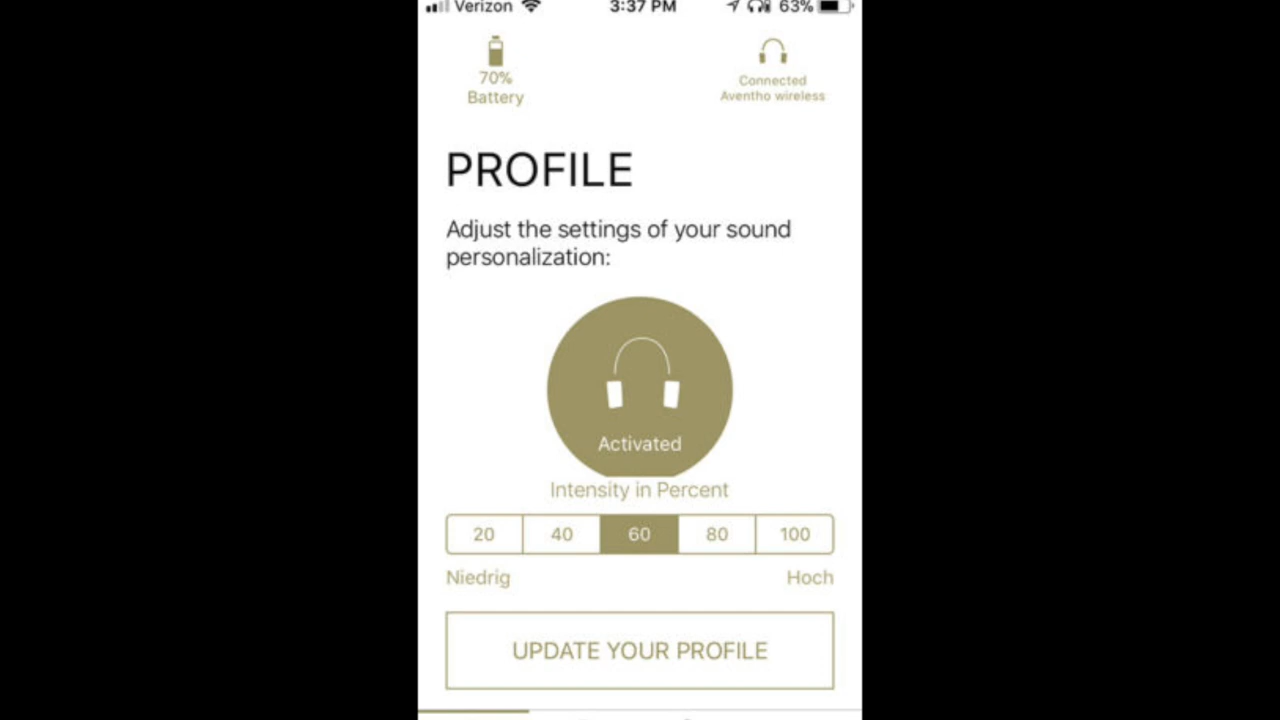 Verizon 3:37 PM 63%
70%
Battery
Connected
Aventho wireless
PROFILE
Adjust the settings of your sound
personalization:
Activated
Intensity in Percent
20 40 60 80 100
Niedrig Hoch
UPDATE YOUR PROFILE